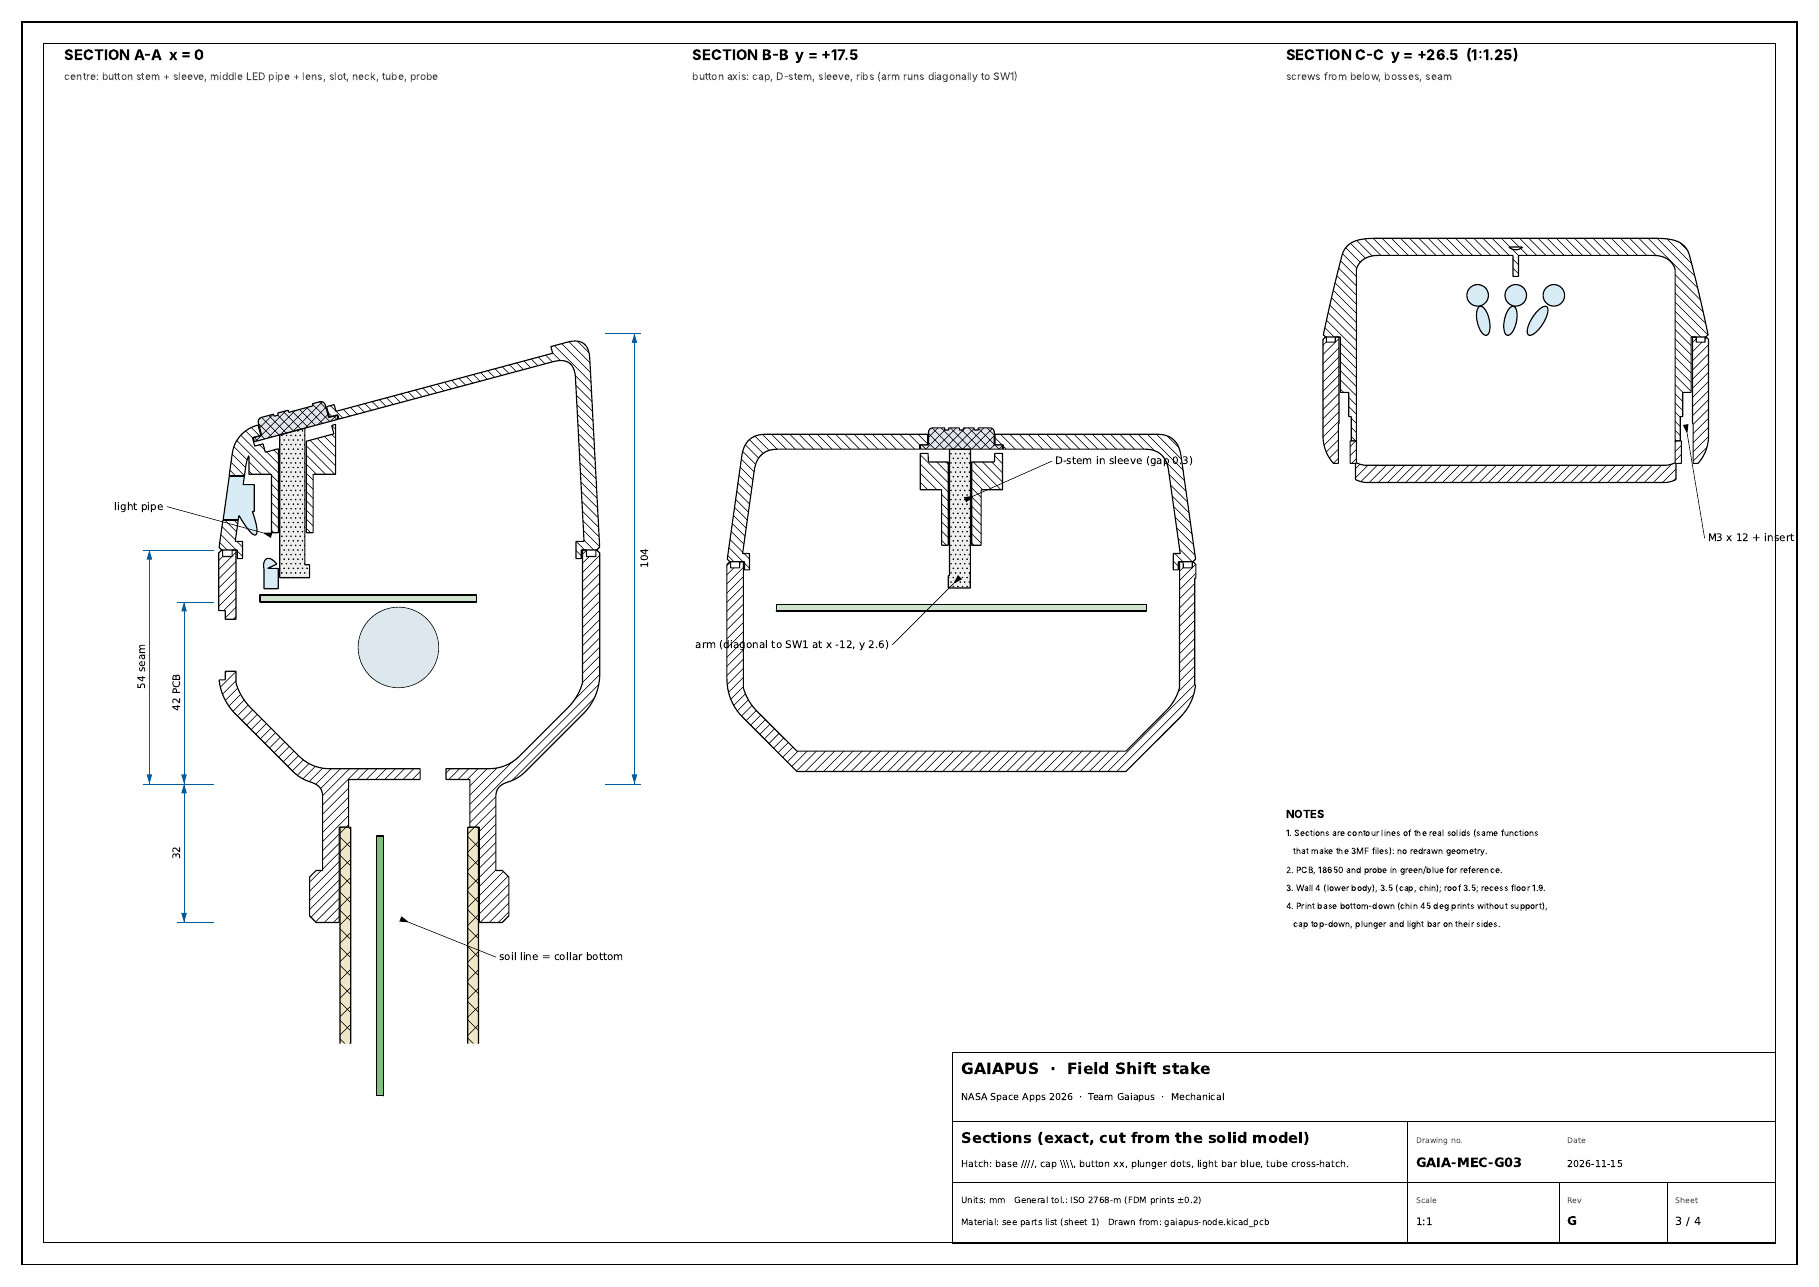 SECTION A-A x = 0
centre: button stem + sleeve, middle LED pipe + lens, slot, neck, tube, probe
SECTION B-B y = +17.5
button axis: cap, D-stem, sleeve, ribs (arm runs diagonally to SW1)
SECTION C-C y = +26.5 (1:1.25)
screws from below, bosses, seam
light pipe
54 seam
42 PCB
32
104
soil line = collar bottom
D-stem in sleeve (gap 0.3)
arm (diagonal to SW1 at x -12, y 2.6)
M3 x 12 + insert
NOTES
1. Sections are contour lines of the real solids (same functions
that make the 3MF files): no redrawn geometry.
2. PCB, 18650 and probe in green/blue for reference.
3. Wall 4 (lower body), 3.5 (cap, chin); roof 3.5; recess floor 1.9.
4. Print base bottom-down (chin 45 deg prints without support),
cap top-down, plunger and light bar on their sides.
GAIAPUS · Field Shift stake
NASA Space Apps 2026 · Team Gaiapus · Mechanical
Sections (exact, cut from the solid model)
Hatch: base ////, cap \\\\, button xx, plunger dots, light bar blue, tube cross-hatch.
Drawing no.
GAIA-MEC-G03
Date
2026-11-15
Units: mm General tol.: ISO 2768-m (FDM prints ±0.2)
Material: see parts list (sheet 1) Drawn from: gaiapus-node.kicad_pcb
Scale
1:1
Rev
G
Sheet
3 / 4